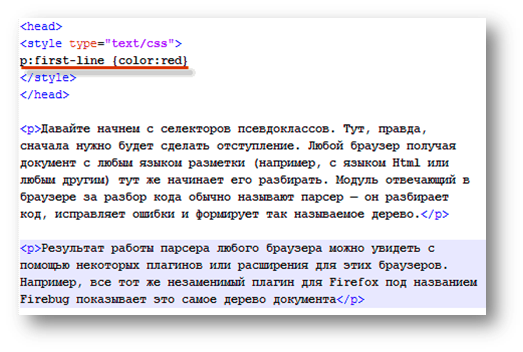 <head>
<style type="text/css">
p:first-line {color:red}
</style>
</head>
<p>Давайте начнем с селекторов псевдоклассов. Тут, правда,
сначала нужно будет сделать отступление. Любой браузер получая
документ с любым языком разметки (например, с языком Html или
любым другим) тут же начинает его разбирать. Модуль отвечающий в
браузере за разбор кода обычно называют парсер — он разбирает
код, исправляет ошибки и формирует так называемое дерево.</p>
<p>Результат работы парсера любого браузера можно увидеть с
помощью некоторых плагинов или расширения для этих браузеров.
Например, все тот же незаменимый плагин для Firefox под названием
Firebug показывает это самое дерево документа</p>